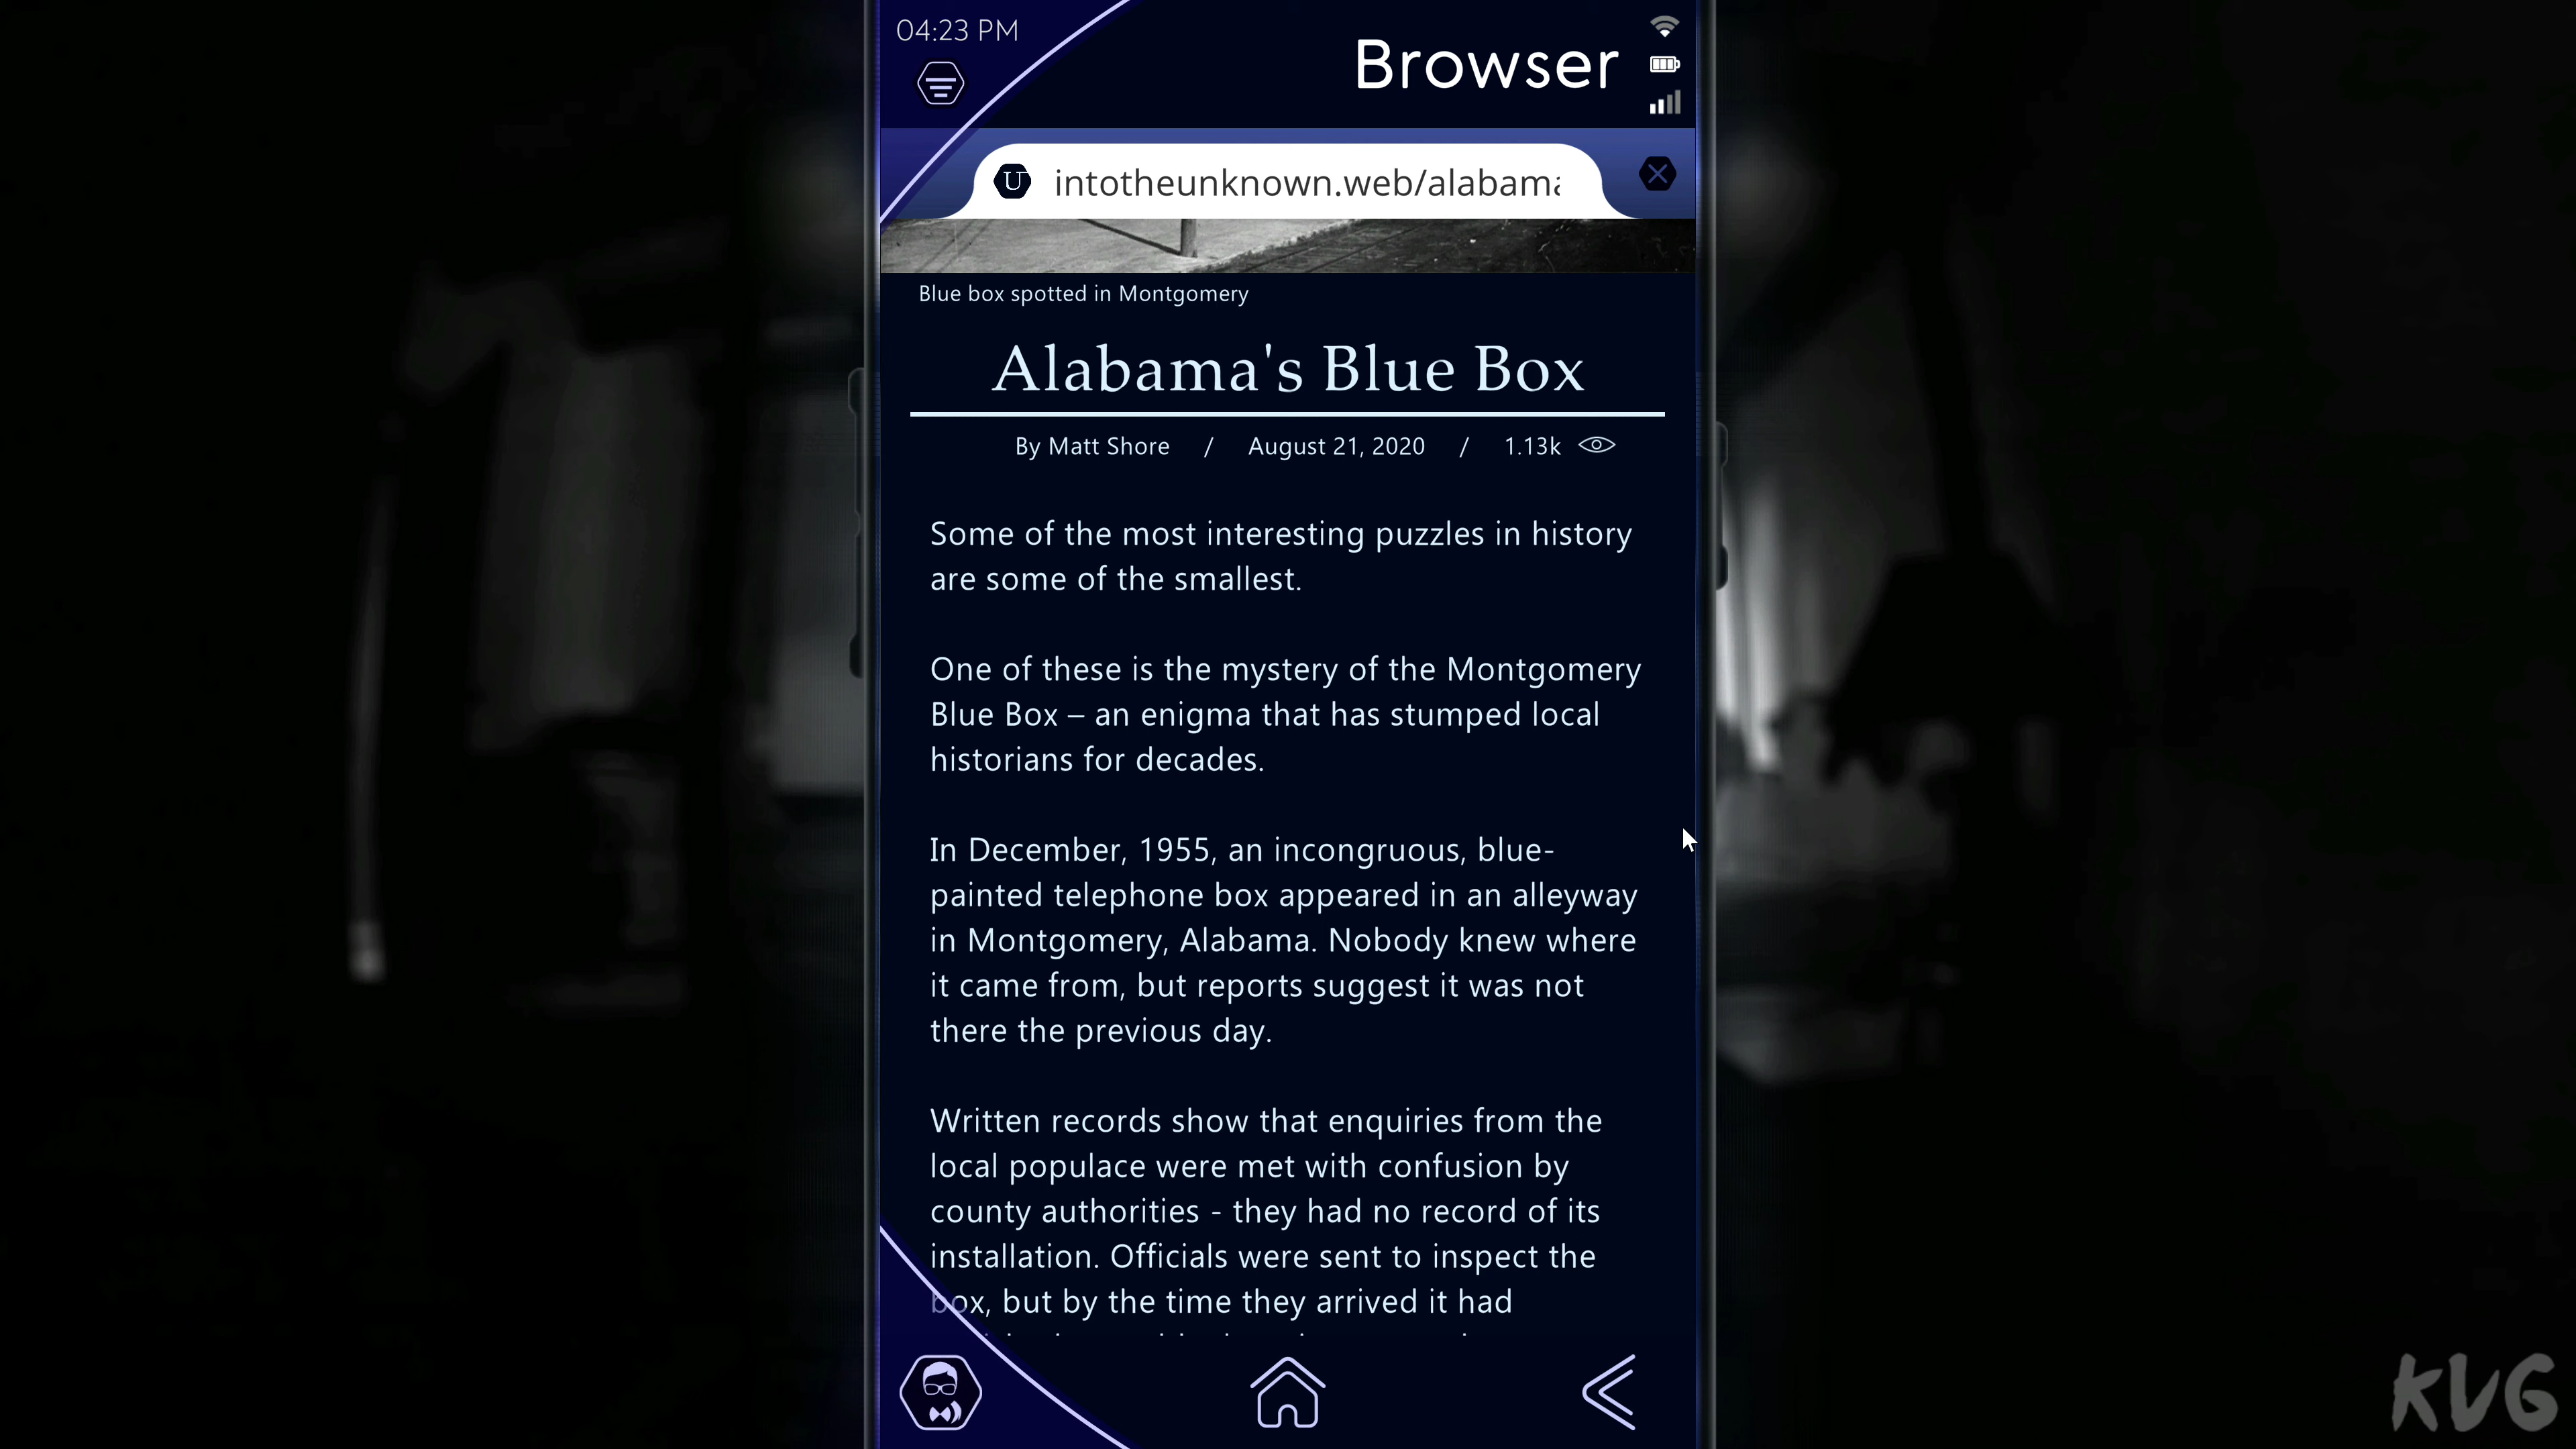 04:23 PM
Browser
U
intotheunknown.web/alabama
Blue box spotted in Montgomery
Alabama's Blue Box
By Matt Shore / August 21, 2020 / 1.13k
Some of the most interesting puzzles in history
are some of the smallest.
One of these is the mystery of the Montgomery
Blue Box – an enigma that has stumped local
historians for decades.
In December, 1955, an incongruous, blue-
painted telephone box appeared in an alleyway
in Montgomery, Alabama. Nobody knew where
it came from, but reports suggest it was not
there the previous day.
Written records show that enquiries from the
local populace were met with confusion by
county authorities - they had no record of its
installation. Officials were sent to inspect the
box, but by the time they arrived it had
KVG